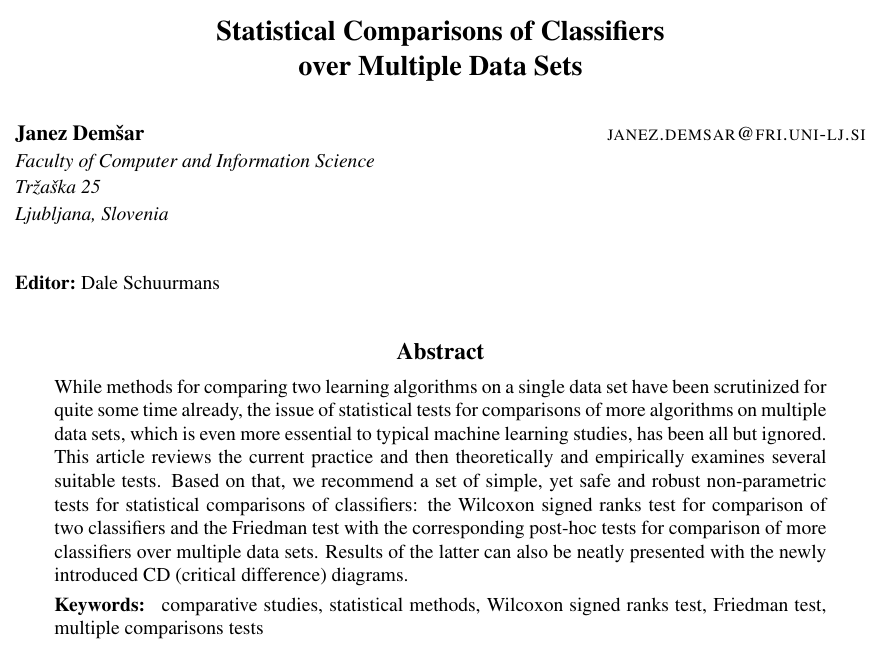 Statistical Comparisons of Classifiers
over Multiple Data Sets
Janez Demšar JANEZ.DEMSAR@FRI.UNI-LJ.SI
Faculty of Computer and Information Science
Tržaška 25
Ljubljana, Slovenia
Editor: Dale Schuurmans
Abstract
While methods for comparing two learning algorithms on a single data set have been scrutinized for
quite some time already, the issue of statistical tests for comparisons of more algorithms on multiple
data sets, which is even more essential to typical machine learning studies, has been all but ignored.
This article reviews the current practice and then theoretically and empirically examines several
suitable tests. Based on that, we recommend a set of simple, yet safe and robust non-parametric
tests for statistical comparisons of classifiers: the Wilcoxon signed ranks test for comparison of
two classifiers and the Friedman test with the corresponding post-hoc tests for comparison of more
classifiers over multiple data sets. Results of the latter can also be neatly presented with the newly
introduced CD (critical difference) diagrams.
Keywords: comparative studies, statistical methods, Wilcoxon signed ranks test, Friedman test,
multiple comparisons tests